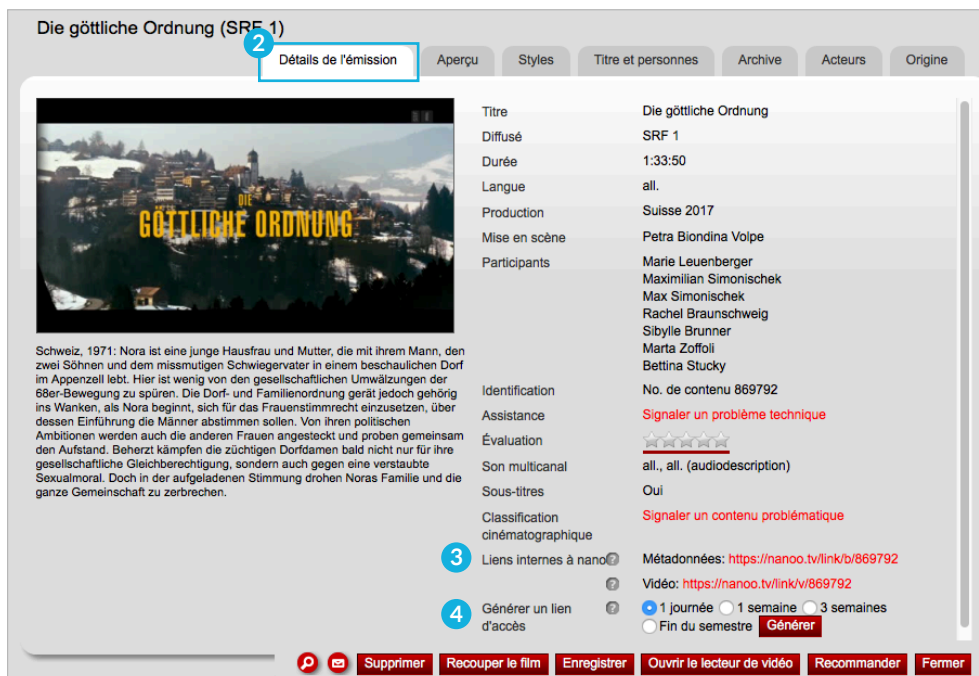 Die göttliche Ordnung (SRF 1)
2
Détails de l'émission
Aperçu
Styles
Titre et personnes
Archive
Acteurs
Origine
DIE
GÖTTLICHE ORDNUNG
Schweiz, 1971: Nora ist eine junge Hausfrau und Mutter, die mit ihrem Mann, den
zwei Söhnen und dem missmutigen Schwiegervater in einem beschaulichen Dorf
im Appenzell lebt. Hier ist wenig von den gesellschaftlichen Umwälzungen der
68er-Bewegung zu spüren. Die Dorf- und Familienordnung gerät jedoch gehörig
ins Wanken, als Nora beginnt, sich für das Frauenstimmrecht einzusetzen, über
dessen Einführung die Männer abstimmen sollen. Von ihren politischen
Ambitionen werden auch die anderen Frauen angesteckt und proben gemeinsam
den Aufstand. Beherzt kämpfen die züchtigen Dorfdamen bald nicht nur für ihre
gesellschaftliche Gleichberechtigung, sondern auch gegen eine verstaubte
Sexualmoral. Doch in der aufgeladenen Stimmung drohen Noras Familie und die
ganze Gemeinschaft zu zerbrechen.
Titre Die göttliche Ordnung
Diffusé SRF 1
Durée 1:33:50
Langue all.
Production Suisse 2017
Mise en scène Petra Biondina Volpe
Participants Marie Leuenberger
Maximilian Simonischek
Max Simonischek
Rachel Braunschweig
Sibylle Brunner
Marta Zoffoli
Bettina Stucky
Identification No. de contenu 869792
Assistance Signaler un problème technique
Évaluation
Son multicanal all., all. (audiodescription)
Sous-titres Oui
Classification Signaler un contenu problématique
cinématographique
3 Liens internes à nano ? Métadonnées: https://nanoo.tv/link/b/869792
? Vidéo: https://nanoo.tv/link/v/869792
4 Générer un lien ? 1 journée 1 semaine 3 semaines
d'accès Fin du semestre Générer
Supprimer Recouper le film Enregistrer Ouvrir le lecteur de vidéo Recommander Fermer